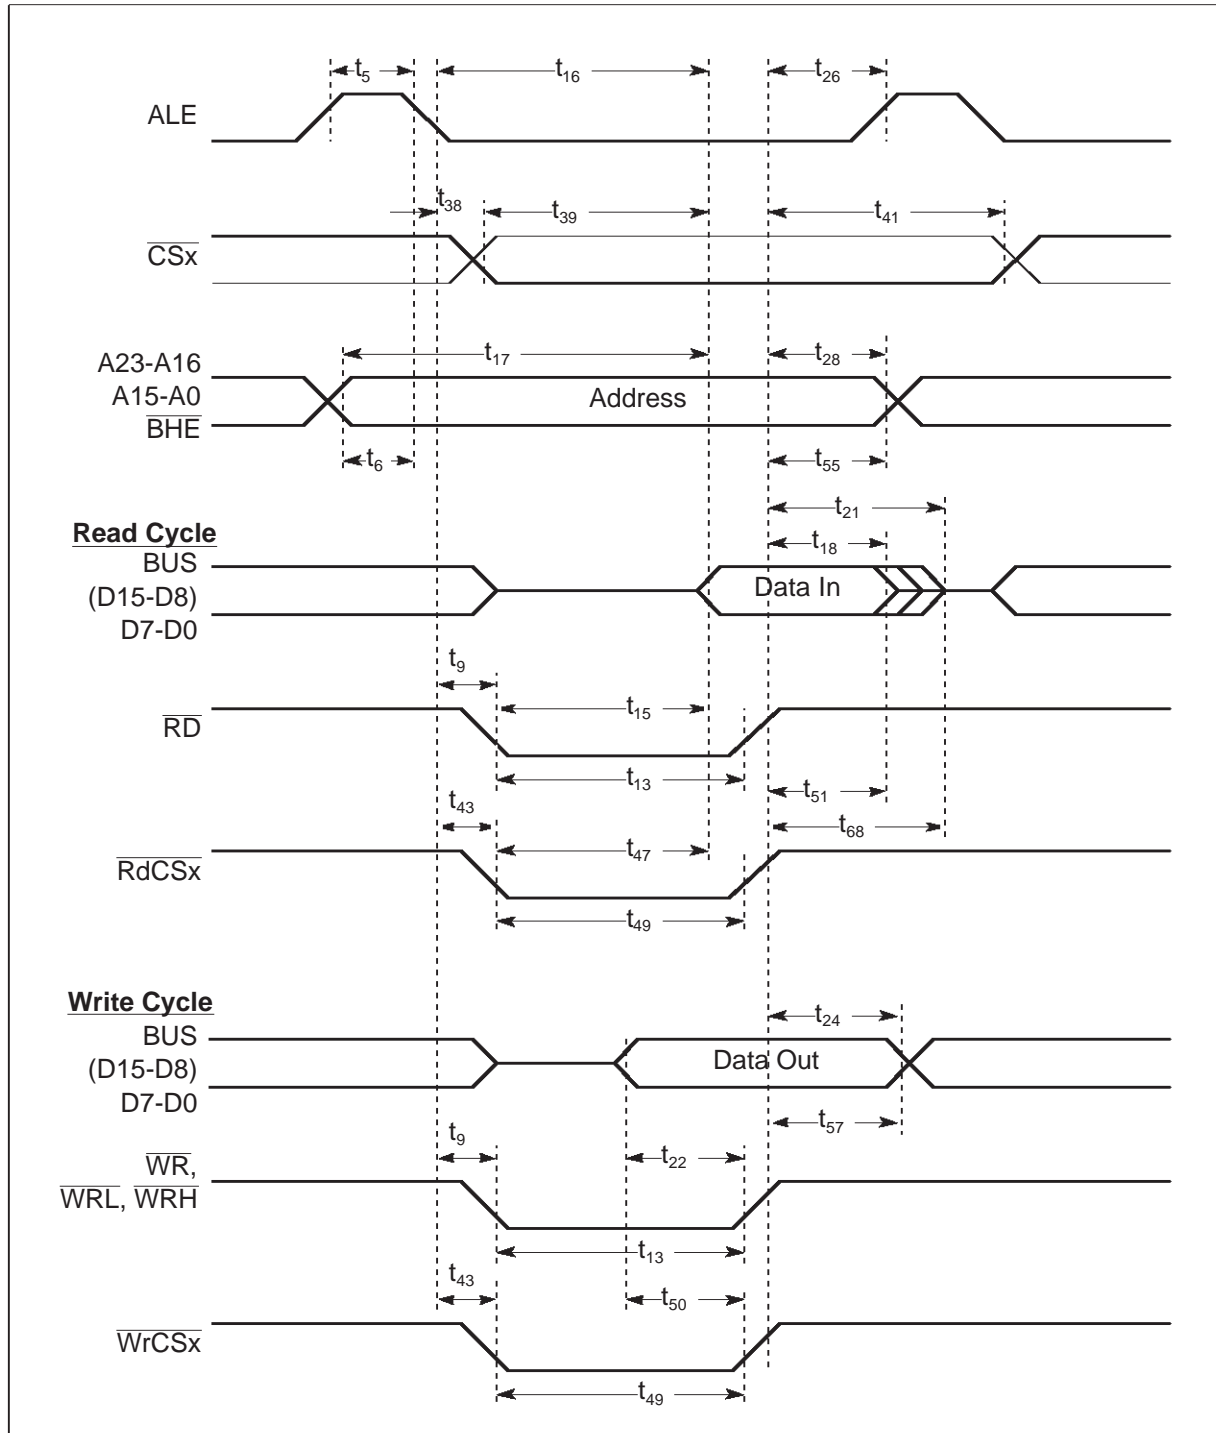 t5 t16 t26
ALE
t38 t39 t41
CSx
A23-A16 t17 t28
A15-A0 Address
BHE
t6 t55
t21
Read Cycle t18
BUS
(D15-D8) Data In
D7-D0
t9
t15
RD
t13 t51
t43 t68
t47
RdCSx
t49
Write Cycle
t24
BUS
(D15-D8) Data Out
D7-D0
t9 t57
WR, t22
WRL, WRH
t13
t43
t50
WrCSx
t49